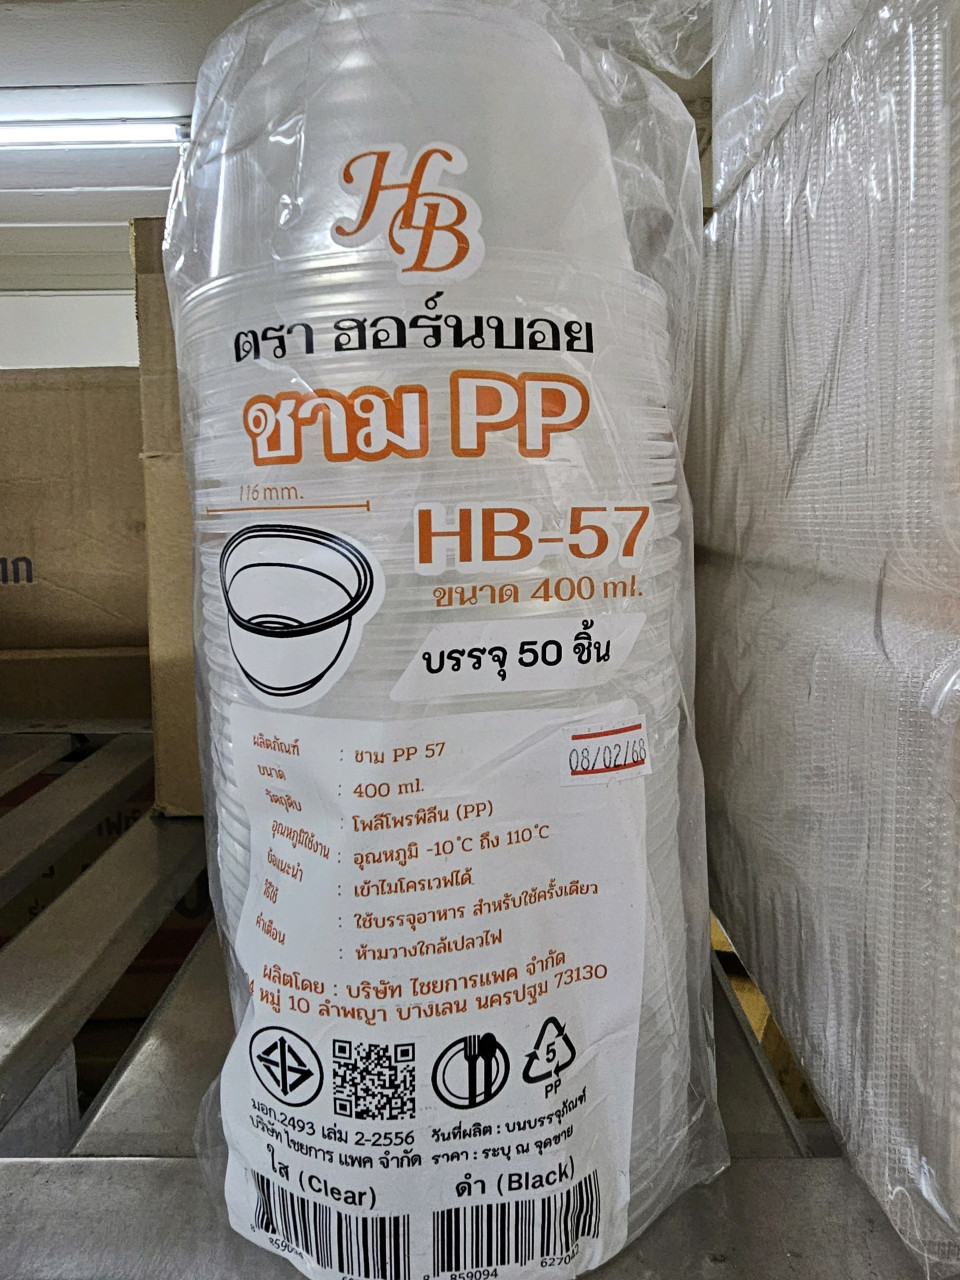 HB
ตรา ฮอร์นบอย
ชาม PP
116 mm.
HB-57
ขนาด 400 ml.
บรรจุ 50 ชิ้น
08/02/68
ผลิตภัณฑ์ : ชาม PP 57
ขนาด : 400 ml.
วัตถุดิบ : โพลีโพรพิลีน (PP)
อุณหภูมิใช้งาน : อุณหภูมิ -10°C ถึง 110°C
ข้อแนะนำ : เข้าไมโครเวฟได้
วิธีใช้ : ใช้บรรจุอาหาร สำหรับใช้ครั้งเดียว
คำเตือน : ห้ามวางใกล้เปลวไฟ
ผลิตโดย : บริษัท ไชยการแพค จำกัด
หมู่ 10 ลำพญา บางเลน นครปฐม 73130
5
PP
มอก.2493 เล่ม 2-2556
บริษัท ไชยการ แพค จำกัด
วันที่ผลิต : บนบรรจุภัณฑ์
ราคา : ระบุ ณ จุดขาย
ใส (Clear)
ดำ (Black)
8 859094
8 859094